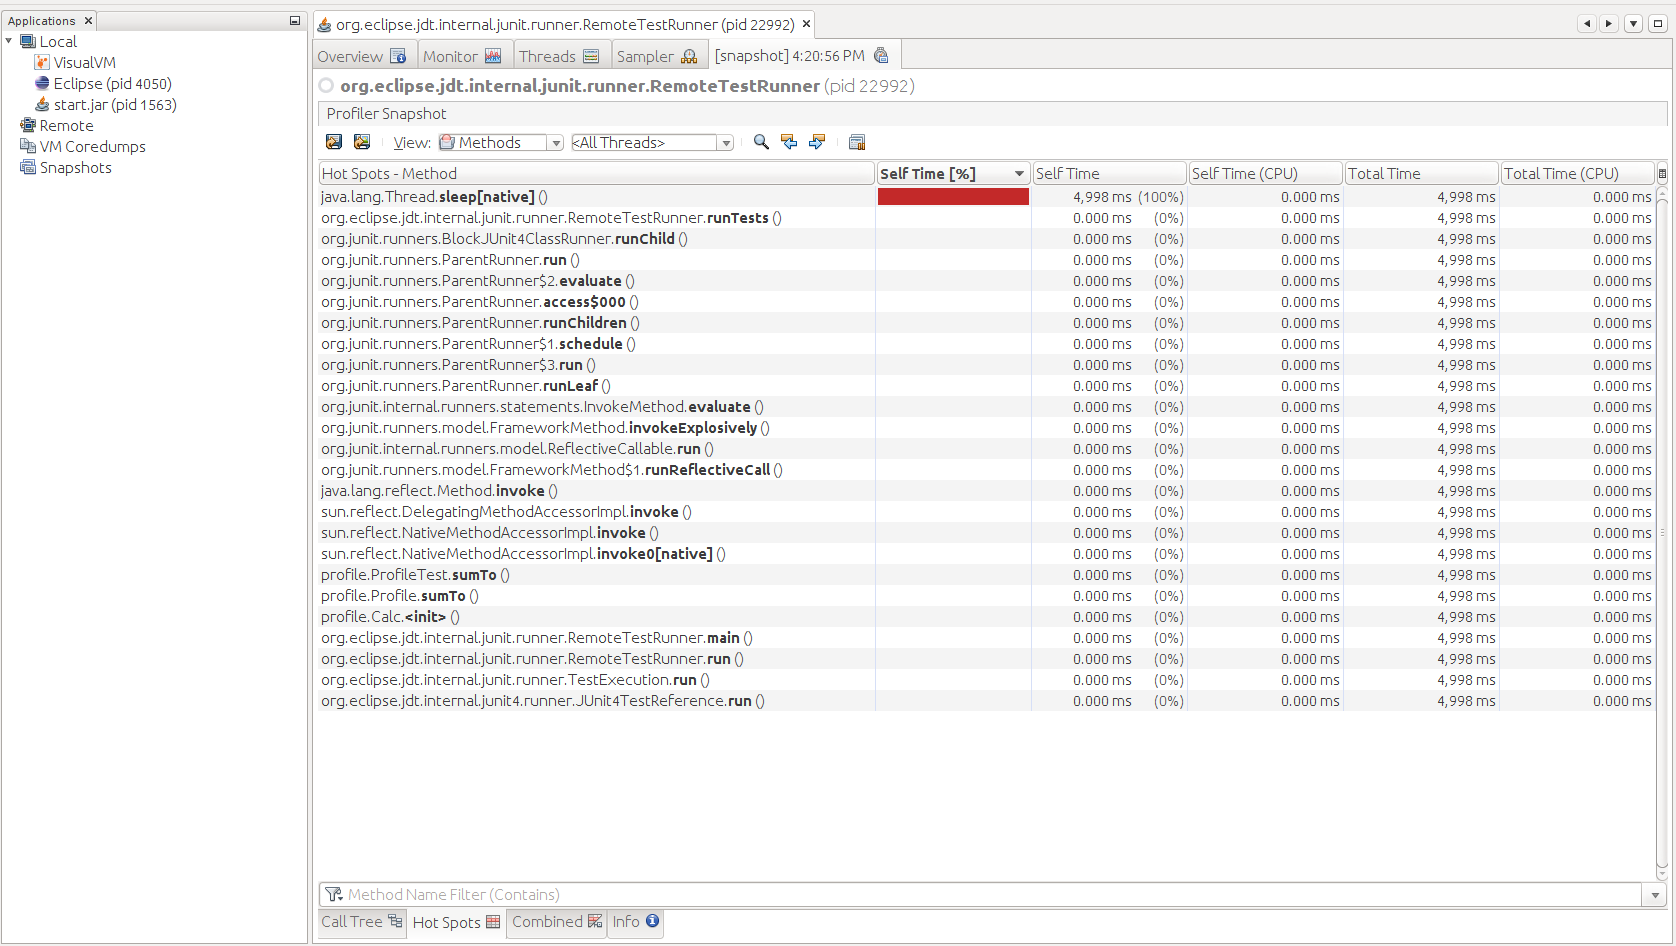 Applications
Local
VisualVM
Eclipse (pid 4050)
start.jar (pid 1563)
Remote
VM Coredumps
Snapshots
org.eclipse.jdt.internal.junit.runner.RemoteTestRunner (pid 22992)
Overview Monitor Threads Sampler [snapshot] 4:20:56 PM
org.eclipse.jdt.internal.junit.runner.RemoteTestRunner (pid 22992)
Profiler Snapshot
View: Methods <All Threads>
Hot Spots - Method Self Time [%] Self Time Self Time (CPU) Total Time Total Time (CPU)
java.lang.Thread.sleep[native] () 4,998 ms (100%) 0.000 ms 4,998 ms 0.000 ms
org.eclipse.jdt.internal.junit.runner.RemoteTestRunner.runTests () 0.000 ms (0%) 0.000 ms 4,998 ms 0.000 ms
org.junit.runners.BlockJUnit4ClassRunner.runChild () 0.000 ms (0%) 0.000 ms 4,998 ms 0.000 ms
org.junit.runners.ParentRunner.run () 0.000 ms (0%) 0.000 ms 4,998 ms 0.000 ms
org.junit.runners.ParentRunner$2.evaluate () 0.000 ms (0%) 0.000 ms 4,998 ms 0.000 ms
org.junit.runners.ParentRunner.access$000 () 0.000 ms (0%) 0.000 ms 4,998 ms 0.000 ms
org.junit.runners.ParentRunner.runChildren () 0.000 ms (0%) 0.000 ms 4,998 ms 0.000 ms
org.junit.runners.ParentRunner$1.schedule () 0.000 ms (0%) 0.000 ms 4,998 ms 0.000 ms
org.junit.runners.ParentRunner$3.run () 0.000 ms (0%) 0.000 ms 4,998 ms 0.000 ms
org.junit.runners.ParentRunner.runLeaf () 0.000 ms (0%) 0.000 ms 4,998 ms 0.000 ms
org.junit.internal.runners.statements.InvokeMethod.evaluate () 0.000 ms (0%) 0.000 ms 4,998 ms 0.000 ms
org.junit.runners.model.FrameworkMethod.invokeExplosively () 0.000 ms (0%) 0.000 ms 4,998 ms 0.000 ms
org.junit.internal.runners.model.ReflectiveCallable.run () 0.000 ms (0%) 0.000 ms 4,998 ms 0.000 ms
org.junit.runners.model.FrameworkMethod$1.runReflectiveCall () 0.000 ms (0%) 0.000 ms 4,998 ms 0.000 ms
java.lang.reflect.Method.invoke () 0.000 ms (0%) 0.000 ms 4,998 ms 0.000 ms
sun.reflect.DelegatingMethodAccessorImpl.invoke () 0.000 ms (0%) 0.000 ms 4,998 ms 0.000 ms
sun.reflect.NativeMethodAccessorImpl.invoke () 0.000 ms (0%) 0.000 ms 4,998 ms 0.000 ms
sun.reflect.NativeMethodAccessorImpl.invoke0[native] () 0.000 ms (0%) 0.000 ms 4,998 ms 0.000 ms
profile.ProfileTest.sumTo () 0.000 ms (0%) 0.000 ms 4,998 ms 0.000 ms
profile.Profile.sumTo () 0.000 ms (0%) 0.000 ms 4,998 ms 0.000 ms
profile.Calc.<init> () 0.000 ms (0%) 0.000 ms 4,998 ms 0.000 ms
org.eclipse.jdt.internal.junit.runner.RemoteTestRunner.main () 0.000 ms (0%) 0.000 ms 4,998 ms 0.000 ms
org.eclipse.jdt.internal.junit.runner.RemoteTestRunner.run () 0.000 ms (0%) 0.000 ms 4,998 ms 0.000 ms
org.eclipse.jdt.internal.junit.runner.TestExecution.run () 0.000 ms (0%) 0.000 ms 4,998 ms 0.000 ms
org.eclipse.jdt.internal.junit4.runner.JUnit4TestReference.run () 0.000 ms (0%) 0.000 ms 4,998 ms 0.000 ms
Method Name Filter (Contains)
Call Tree Hot Spots Combined Info